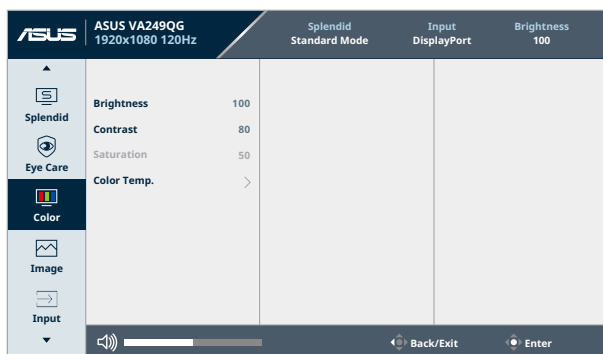 ASUS
ASUS VA249QG
1920x1080 120Hz
Splendid
Standard Mode
Input
DisplayPort
Brightness
100
Splendid
Eye Care
Color
Image
Input
Brightness 100
Contrast 80
Saturation 50
Color Temp.
Back/Exit
Enter